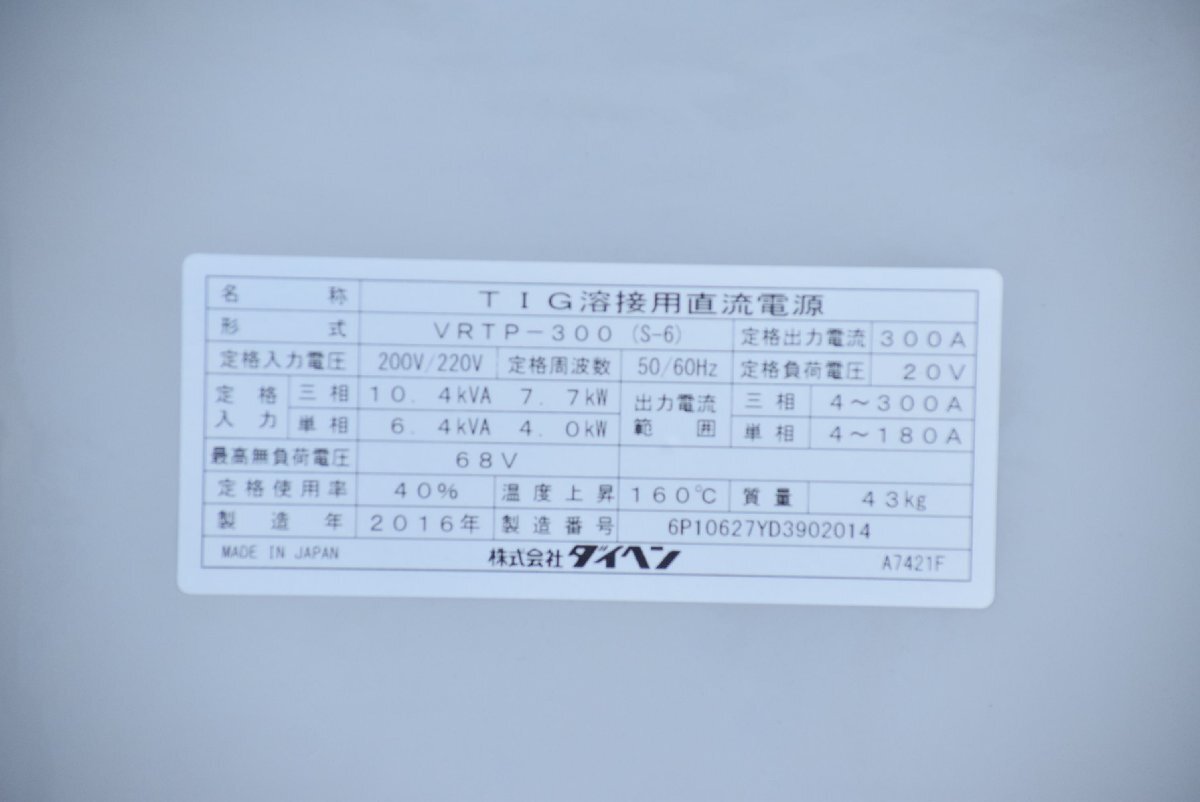 名称 TIG溶接用直流電源
形式 VRTP-300 (S-6) 定格出力電流 300A
定格入力電圧 200V/220V 定格周波数 50/60Hz 定格負荷電圧 20V
定格入力 三相 10.4kVA 7.7kW 出力電流範囲 三相 4～300A
単相 6.4kVA 4.0kW 単相 4～180A
最高無負荷電圧 68V
定格使用率 40% 温度上昇 160℃ 質量 43kg
製造年 2016年 製造番号 6P10627YD3902014
MADE IN JAPAN 株式会社ダイヘン A7421F